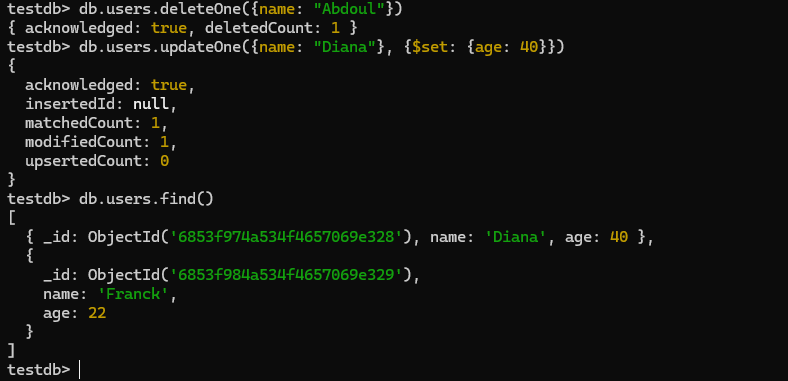 testdb> db.users.deleteOne({name: "Abdoul"})
{ acknowledged: true, deletedCount: 1 }
testdb> db.users.updateOne({name: "Diana"}, {$set: {age: 40}})
{
  acknowledged: true,
  insertedId: null,
  matchedCount: 1,
  modifiedCount: 1,
  upsertedCount: 0
}
testdb> db.users.find()
[
  { _id: ObjectId('6853f974a534f4657069e328'), name: 'Diana', age: 40 },
  {
    _id: ObjectId('6853f984a534f4657069e329'),
    name: 'Franck',
    age: 22
  }
]
testdb>